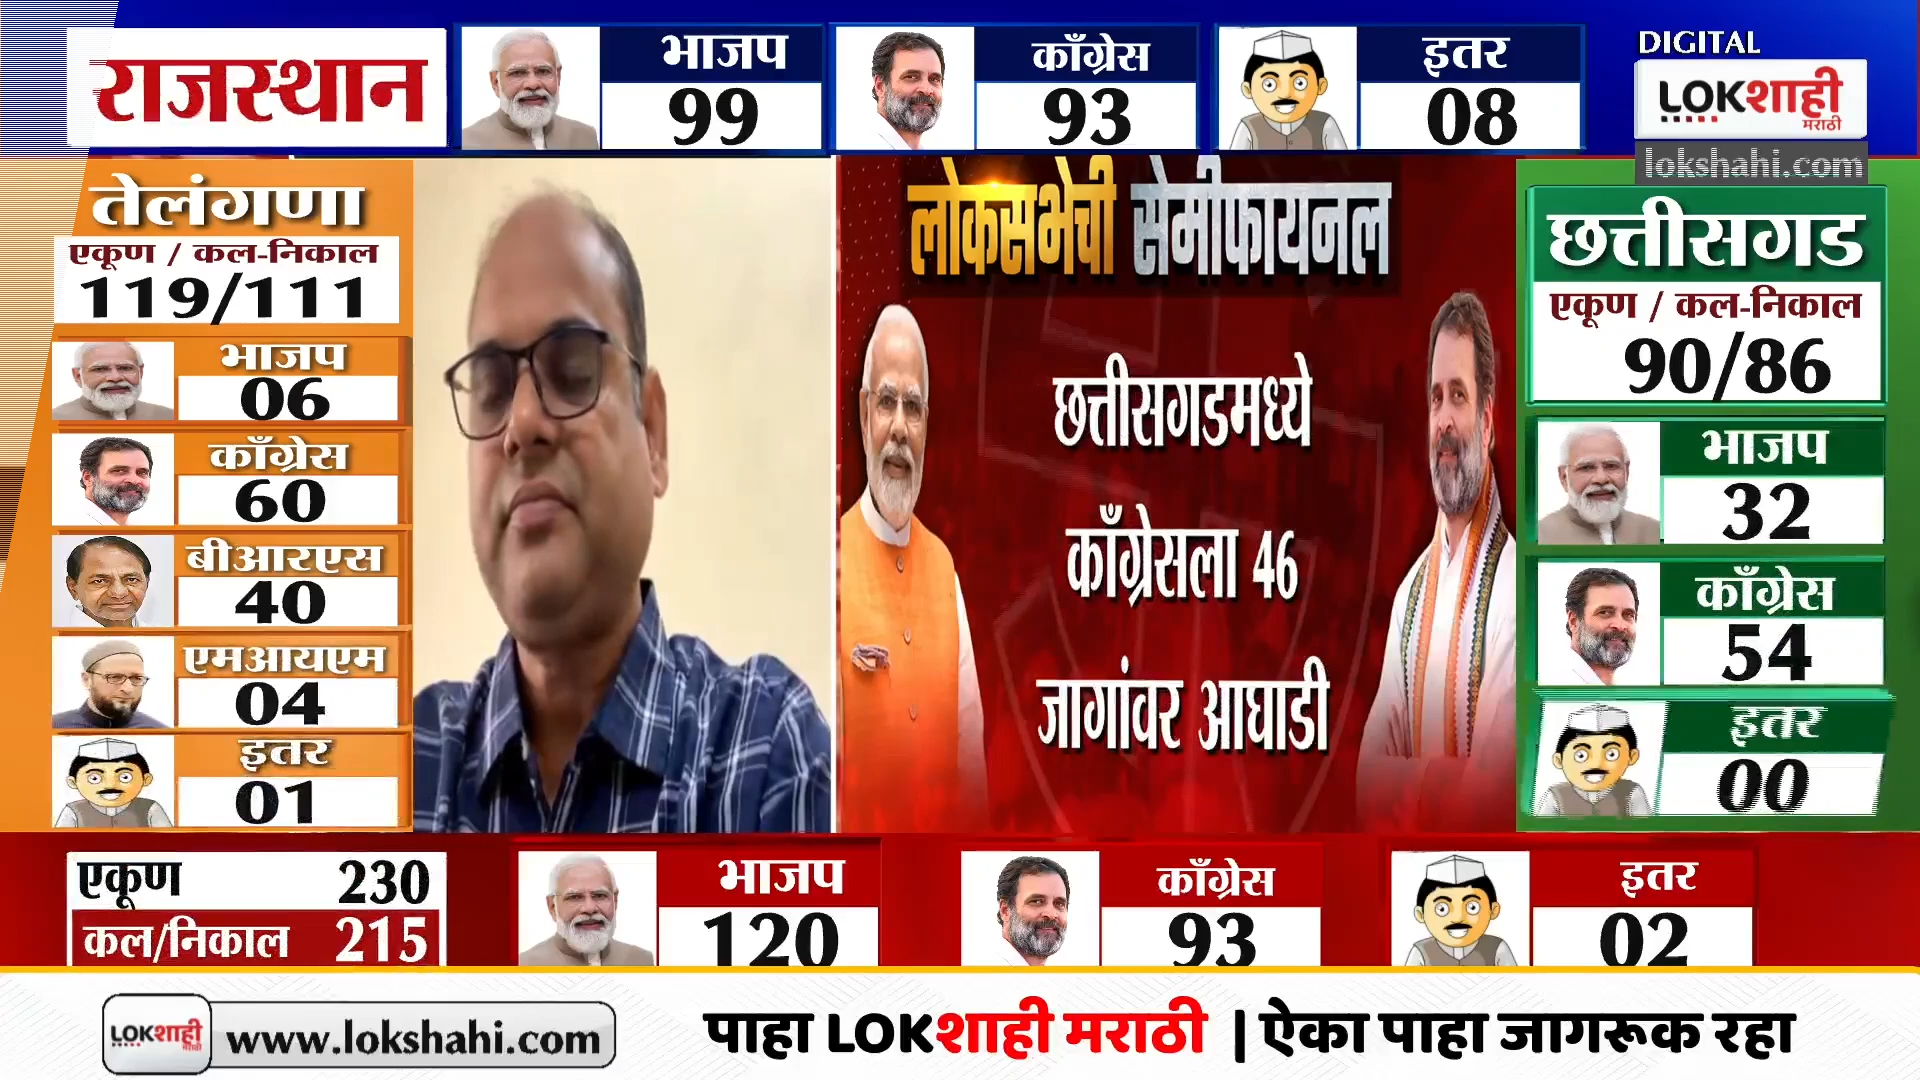 राजस्थान
भाजप
99
काँग्रेस
93
इतर
08
DIGITAL
LOKशाही
मराठी
lokshahi.com
तेलंगणा
एकूण / कल-निकाल
119/111
भाजप
06
काँग्रेस
60
बीआरएस
40
एमआयएम
04
इतर
01
लोकसभेची सेमीफायनल
छत्तीसगडमध्ये
काँग्रेसला 46
जागांवर आघाडी
छत्तीसगड
एकूण / कल-निकाल
90/86
भाजप
32
काँग्रेस
54
इतर
00
एकूण 230
कल/निकाल 215
भाजप
120
काँग्रेस
93
इतर
02
LOKशाही
मराठी
www.lokshahi.com
पाहा LOKशाही मराठी | ऐका पाहा जागरूक रहा